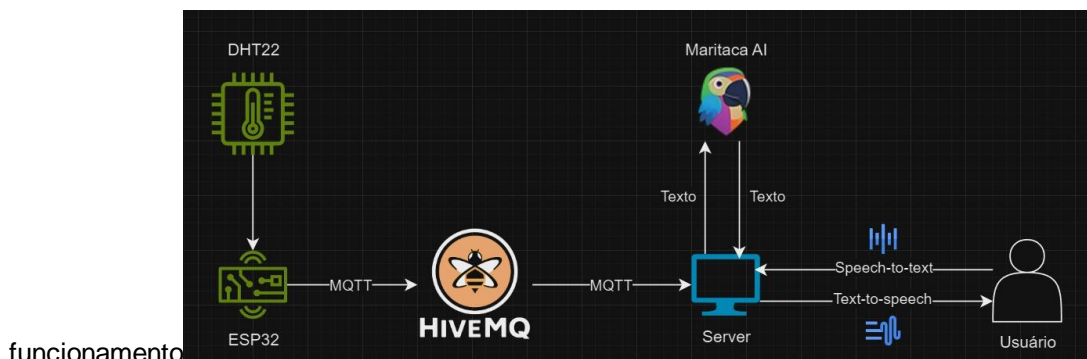 DHT22
Maritaca AI
Texto
Texto
Speech-to-text
MQTT
MQTT
Text-to-speech
HIVEMQ
ESP32
Server
Usuário
funcionamento